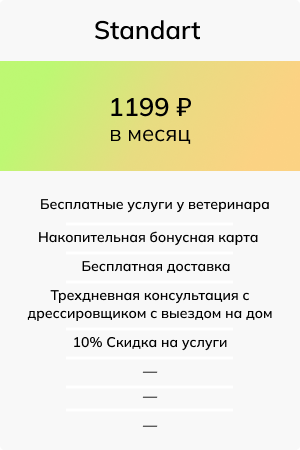 Standart
1199 ₽
в месяц
Бесплатные услуги у ветеринара
Накопительная бонусная карта
Бесплатная доставка
Трехдневная консультация с
дрессировщиком с выездом на дом
10% Скидка на услуги
—
—
—